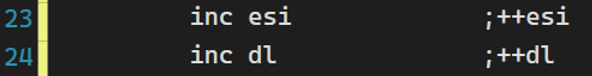 23 inc esi ;++esi
24 inc dl ;++dl